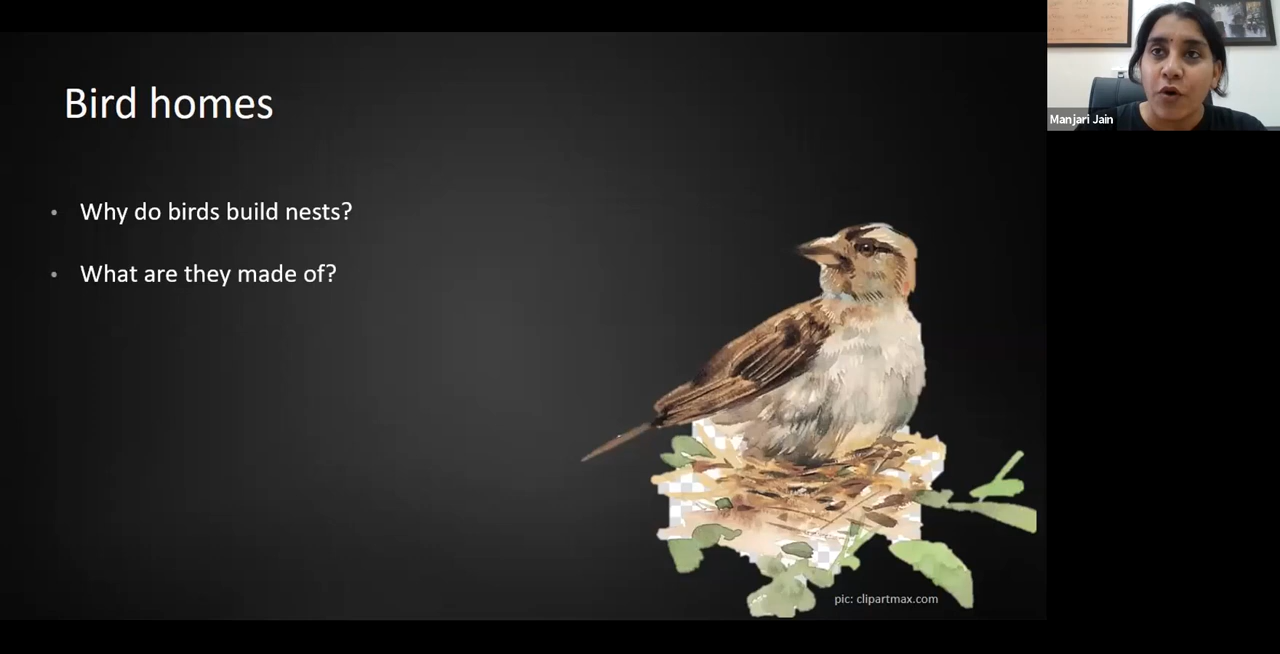 Bird homes
Manjari Jain
• Why do birds build nests?
• What are they made of?
pic: clipartmax.com